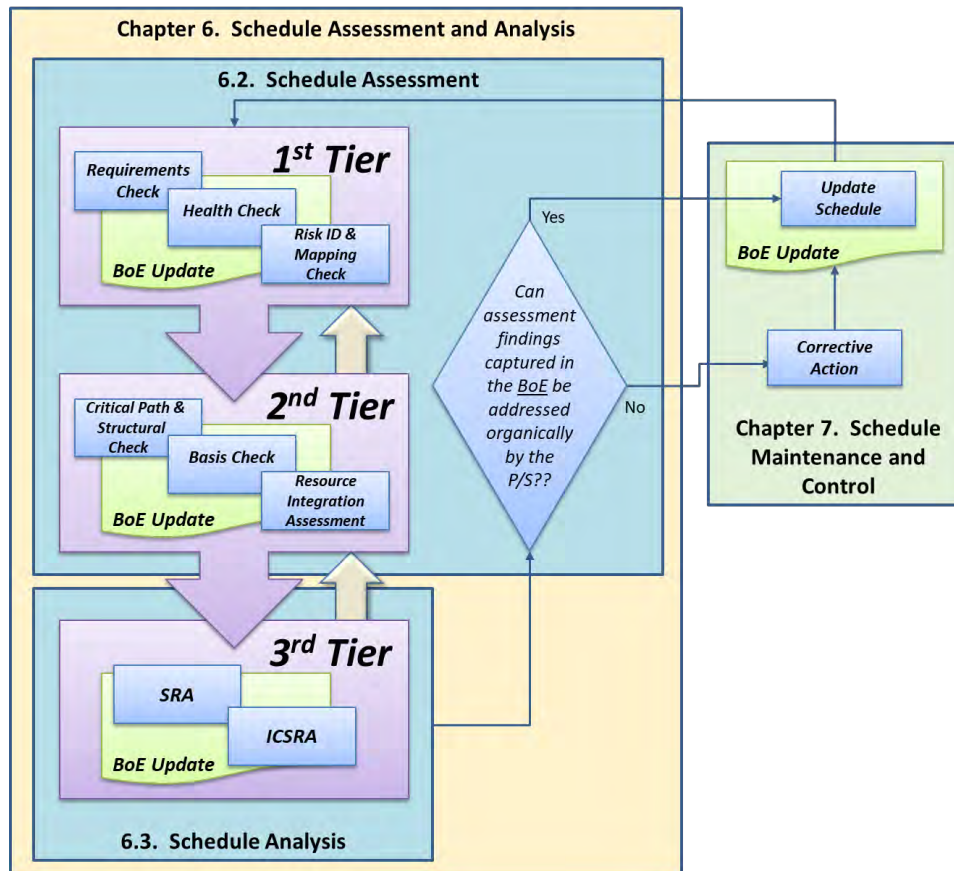 Chapter 6.  Schedule Assessment and Analysis
6.2.  Schedule Assessment
1st Tier
Requirements
Check
Health Check
Risk ID &
Mapping
Check
BoE Update
2nd Tier
Critical Path &
Structural
Check
Basis Check
Resource
Integration
Assessment
BoE Update
3rd Tier
SRA
ICSRA
BoE Update
6.3.  Schedule Analysis
Can
assessment
findings
captured in
the BoE be
addressed
organically
by the
P/S??
Yes
No
Update
Schedule
BoE Update
Corrective
Action
Chapter 7.  Schedule
Maintenance and
Control